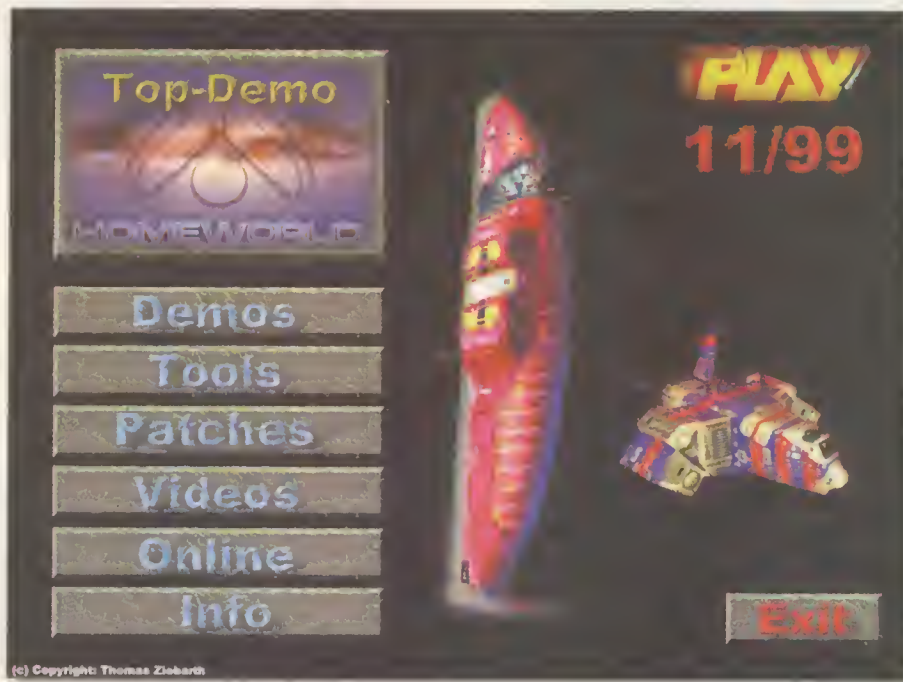 Top-Demo
HOMEWORLD
Demos
Tools
Patches
Videos
Online
Info
PLAY
11/99
Exit
(c) Copyright: Thomas Ziebarth